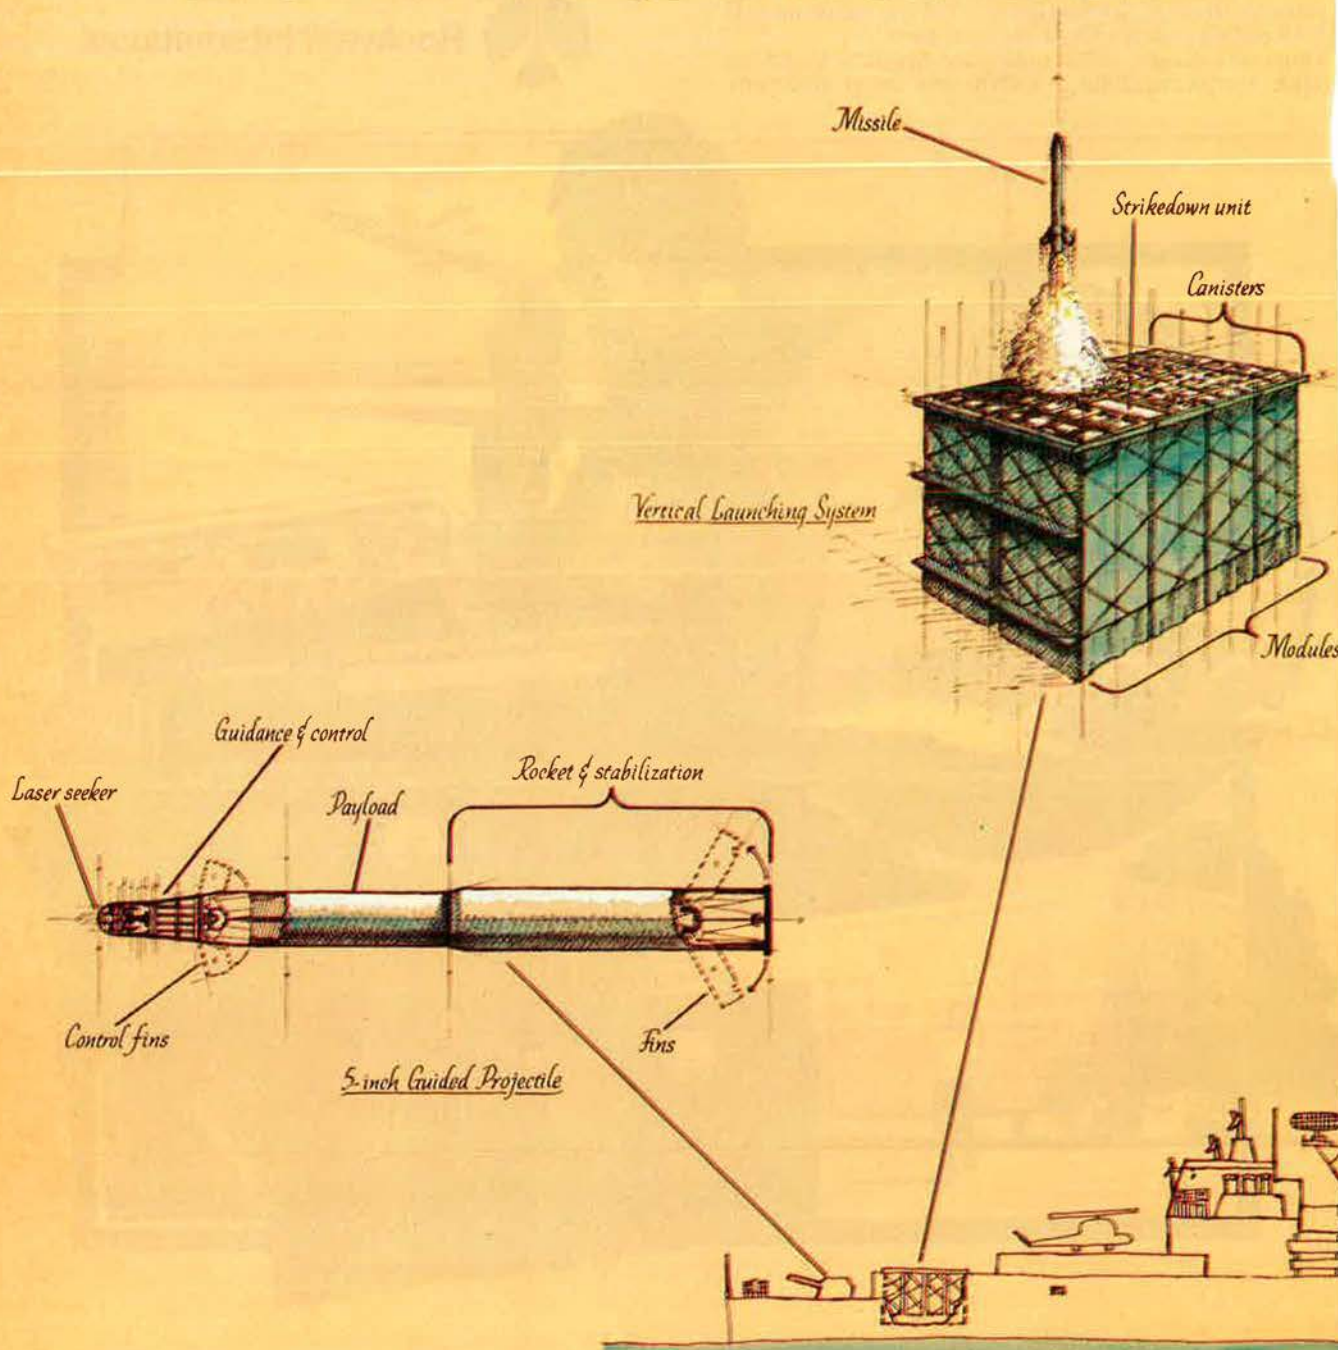 Missile
Strikedown unit
Canisters
Vertical Launching System
Modules
Guidance & control
Rocket & stabilization
Laser seeker
Payload
Control fins
Fins
5-inch Guided Projectile